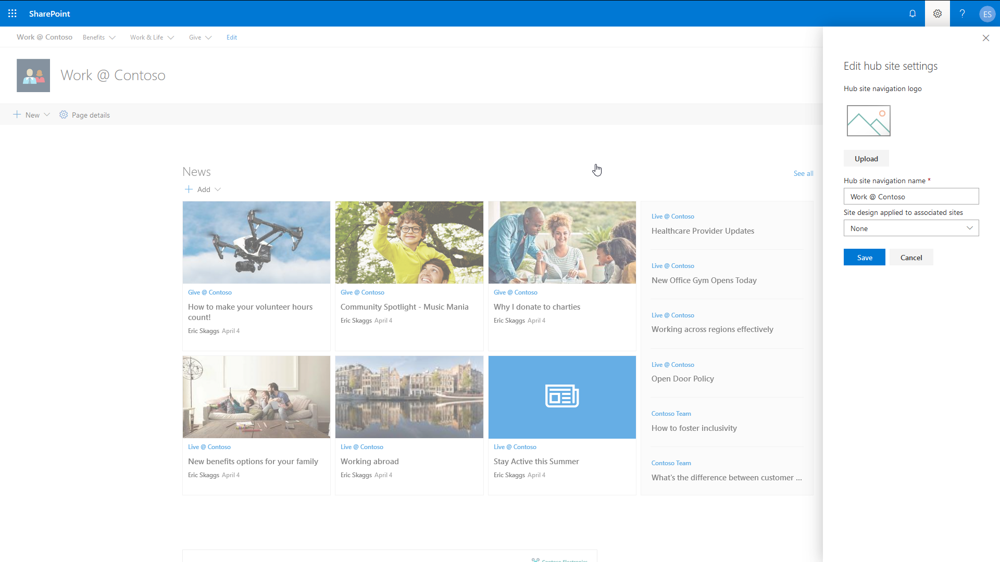 SharePoint
ES
Work @ Contoso
Benefits
Work & Life
Give
Edit
Work @ Contoso
New
Page details
News
See all
Add
Give @ Contoso
How to make your volunteer hours
count!
Eric Skaggs April 4
Give @ Contoso
Community Spotlight - Music Mania
Eric Skaggs April 4
Give @ Contoso
Why I donate to charties
Eric Skaggs April 4
Live @ Contoso
New benefits options for your family
Eric Skaggs April 4
Live @ Contoso
Working abroad
Eric Skaggs April 4
Live @ Contoso
Stay Active this Summer
Eric Skaggs April 4
Live @ Contoso
Healthcare Provider Updates
Live @ Contoso
New Office Gym Opens Today
Live @ Contoso
Working across regions effectively
Live @ Contoso
Open Door Policy
Contoso Team
How to foster inclusivity
Contoso Team
What's the difference between customer ...
Contoso Electronics
Edit hub site settings
Hub site navigation logo
Upload
Hub site navigation name *
Work @ Contoso
Site design applied to associated sites
None
Save
Cancel